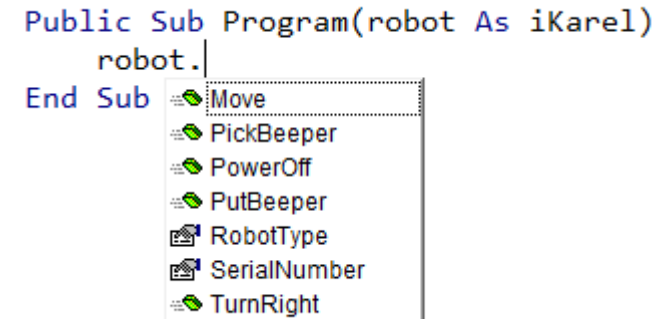 Public Sub Program(robot As iKarel)
robot.
End Sub
Move
PickBeeper
PowerOff
PutBeeper
RobotType
SerialNumber
TurnRight